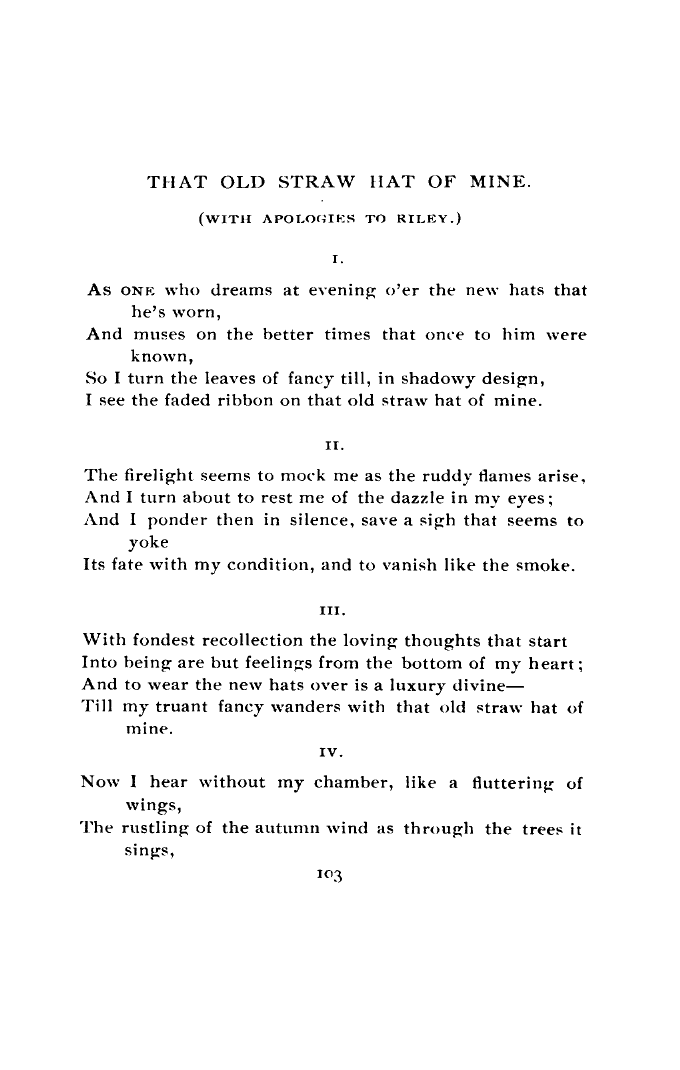 THAT OLD STRAW HAT OF MINE.
(WITH APOLOGIES TO RILEY.)
I.
As one who dreams at evening o'er the new hats that
he's worn,
And muses on the better times that once to him were
known,
So I turn the leaves of fancy till, in shadowy design,
I see the faded ribbon on that old straw hat of mine.
II.
The firelight seems to mock me as the ruddy flames arise,
And I turn about to rest me of the dazzle in my eyes;
And I ponder then in silence, save a sigh that seems to
yoke
Its fate with my condition, and to vanish like the smoke.
III.
With fondest recollection the loving thoughts that start
Into being are but feelings from the bottom of my heart;
And to wear the new hats over is a luxury divine—
Till my truant fancy wanders with that old straw hat of
mine.
IV.
Now I hear without my chamber, like a fluttering of
wings,
The rustling of the autumn wind as through the trees it
sings,
103